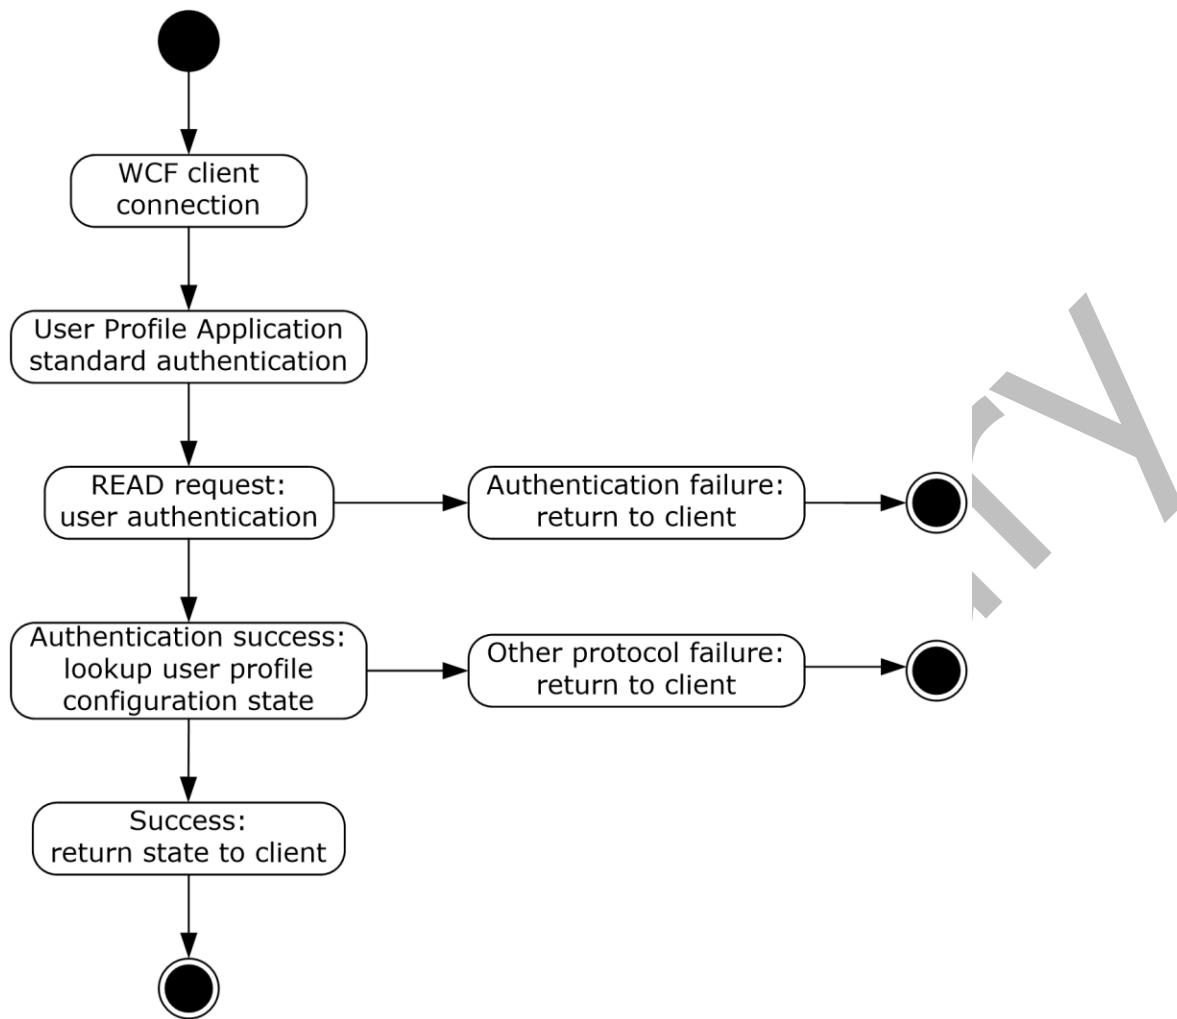 WCF client
connection
User Profile Application
standard authentication
READ request:
user authentication
Authentication failure:
return to client
Authentication success:
lookup user profile
configuration state
Other protocol failure:
return to client
Success:
return state to client
ry